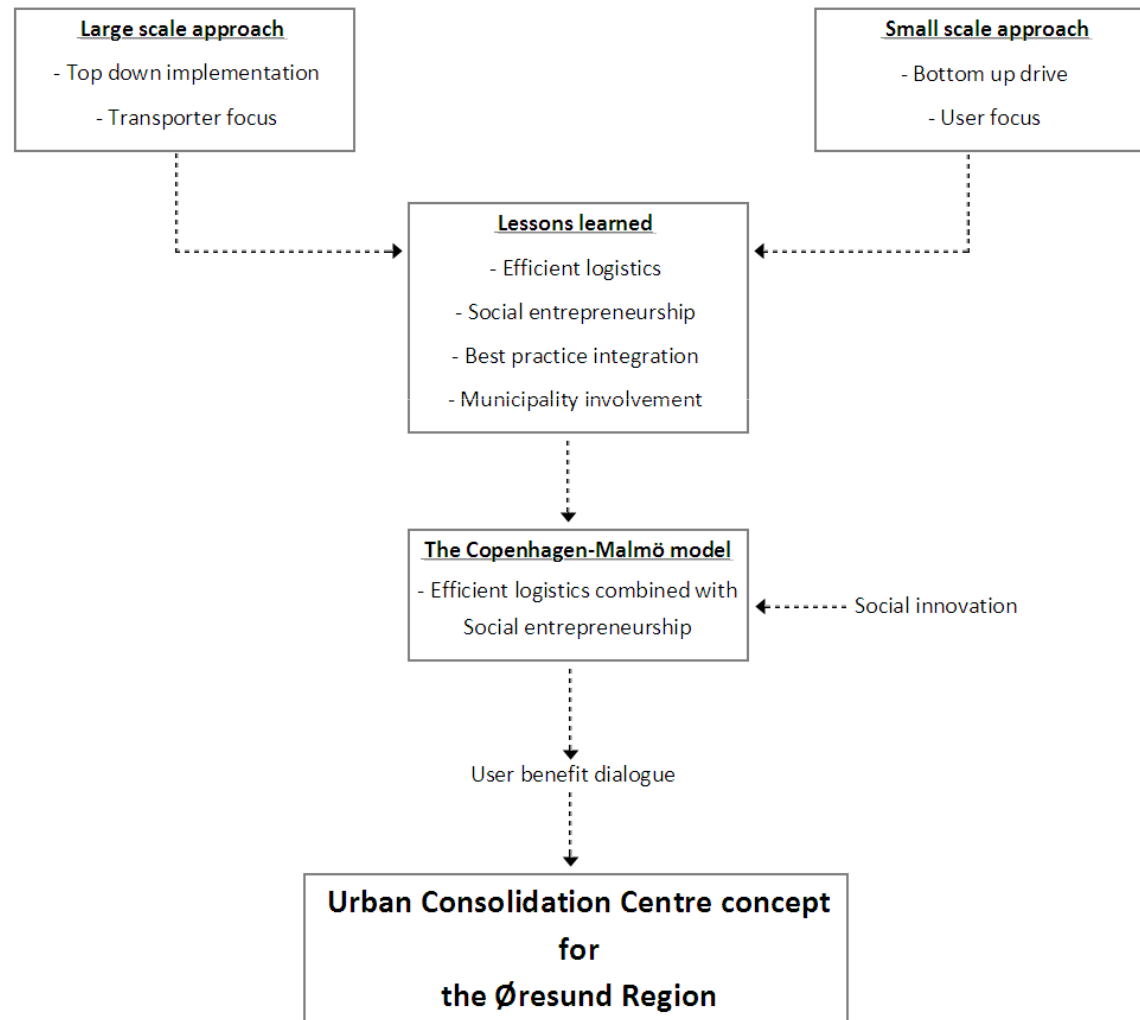 Large scale approach
- Top down implementation
- Transporter focus
Small scale approach
- Bottom up drive
- User focus
Lessons learned
- Efficient logistics
- Social entrepreneurship
- Best practice integration
- Municipality involvement
The Copenhagen-Malmö model
- Efficient logistics combined with
Social entrepreneurship
Social innovation
User benefit dialogue
Urban Consolidation Centre concept
for
the Øresund Region